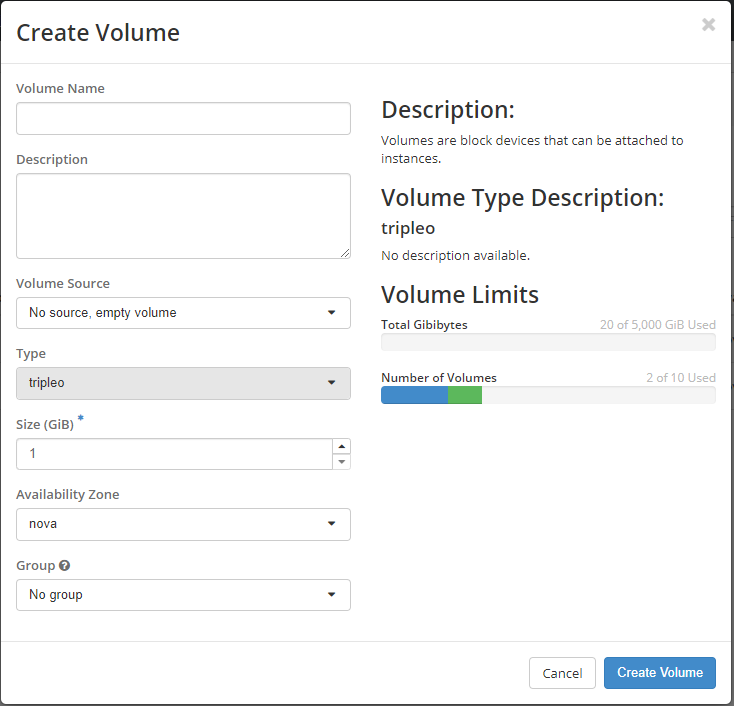 Create Volume
×
Volume Name
Description
Volume Source
No source, empty volume
Type
tripleo
Size (GiB) *
1
Availability Zone
nova
Group
No group
Description:
Volumes are block devices that can be attached to
instances.
Volume Type Description:
tripleo
No description available.
Volume Limits
Total Gibibytes 20 of 5,000 GiB Used
Number of Volumes 2 of 10 Used
Cancel
Create Volume